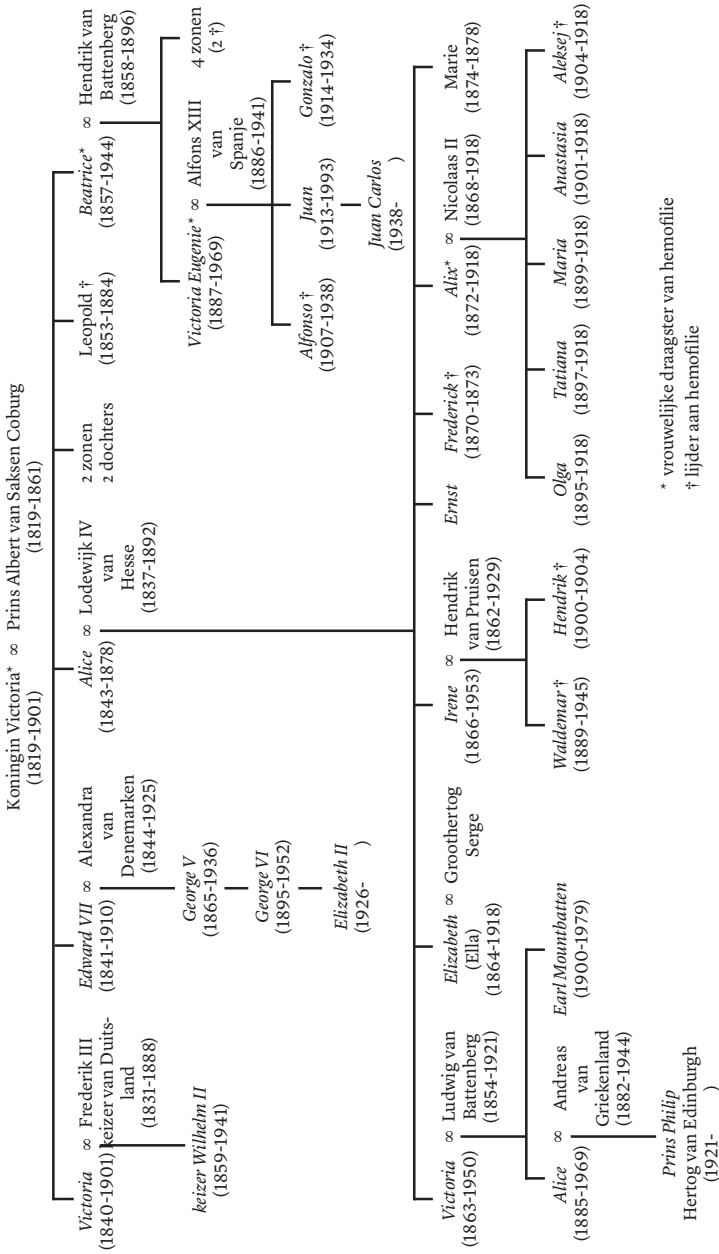 Koningin Victoria* ∞ Prins Albert van Saksen Coburg
(1819-1901) (1819-1861)
Victoria ∞ Frederik III
(1840-1901) keizer van Duits-
land
(1831-1888)
keizer Wilhelm II
(1859-1941)
Edward VII ∞ Alexandra
(1841-1910) van
Denemarken
(1844-1925)
George V
(1865-1936)
George VI
(1895-1952)
Elizabeth II
(1926- )
Alice ∞ Lodewijk IV
(1843-1878) van
Hesse
(1837-1892)
2 zonen
2 dochters
Leopold †
(1853-1884)
Beatrice* ∞ Hendrik van
(1857-1944) Battenberg
(1858-1896)
Victoria Eugenie* ∞ Alfons XIII
(1887-1969) van
Spanje
(1886-1941)
4 zonen
(2 †)
Alfonso †
(1907-1938)
Juan
(1913-1993)
Gonzalo †
(1914-1934)
Juan Carlos
(1938- )
Victoria ∞ Ludwig van
(1863-1950) Battenberg
(1854-1921)
Elizabeth ∞ Groothertog
(Ella) Serge
(1864-1918)
Irene ∞ Hendrik
(1866-1953) van Pruisen
(1862-1929)
Ernst
Frederick †
(1870-1873)
Alix* ∞ Nicolaas II
(1872-1918) (1868-1918)
Marie
(1874-1878)
Alice ∞ Andreas
(1885-1969) van
Griekenland
(1882-1944)
Earl Mountbatten
(1900-1979)
Prins Philip
Hertog van Edinburgh
(1921- )
Waldemar †
(1889-1945)
Hendrik †
(1900-1904)
Olga
(1895-1918)
Tatiana
(1897-1918)
Maria
(1899-1918)
Anastasia
(1901-1918)
Aleksej †
(1904-1918)
* vrouwelijke draagster van hemofilie
† lijder aan hemofilie